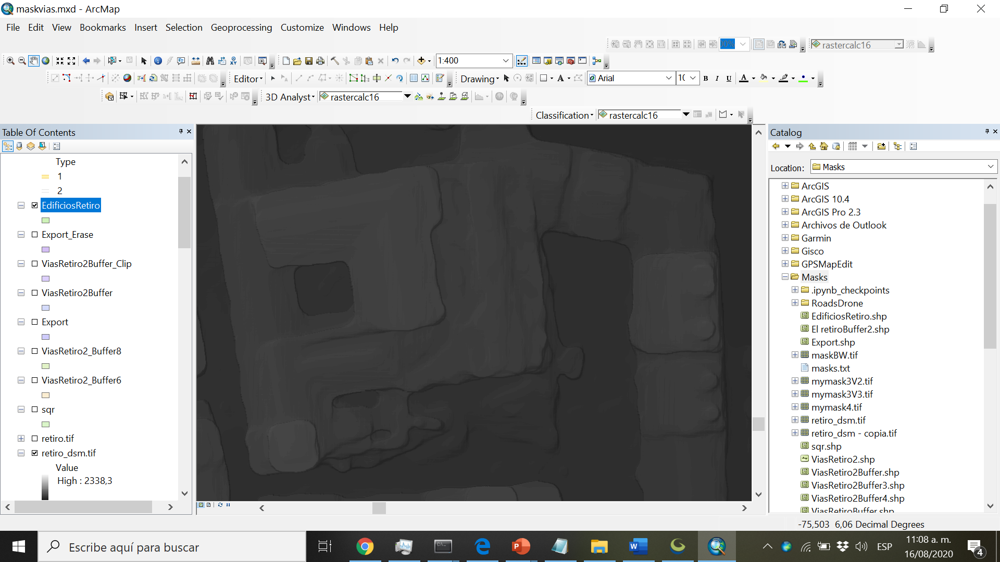 maskvias.mxd - ArcMap
File Edit View Bookmarks Insert Selection Geoprocessing Customize Windows Help
rastercalc16
1:400
Editor
Drawing
Arial
B I U
3D Analyst
rastercalc16
Classification
rastercalc16
Table Of Contents
Type
1
2
EdificiosRetiro
Export_Erase
ViasRetiro2Buffer_Clip
ViasRetiro2Buffer
Export
ViasRetiro2_Buffer8
ViasRetiro2_Buffer6
sqr
retiro.tif
retiro_dsm.tif
Value
High : 2338,3
Catalog
Location: Masks
ArcGIS
ArcGIS 10.4
ArcGIS Pro 2.3
Archivos de Outlook
Garmin
Gisco
GPSMapEdit
Masks
.ipynb_checkpoints
RoadsDrone
EdificiosRetiro.shp
El retiroBuffer2.shp
Export.shp
maskBW.tif
masks.txt
mymask3V2.tif
mymask3V3.tif
mymask4.tif
retiro_dsm.tif
retiro_dsm - copia.tif
sqr.shp
ViasRetiro2.shp
ViasRetiro2Buffer.shp
ViasRetiro2Buffer3.shp
ViasRetiro2Buffer4.shp
ViasRetiroBuffer.shp
-75,503 6,06 Decimal Degrees
Escribe aquí para buscar
ESP
11:08 a. m.
16/08/2020
4